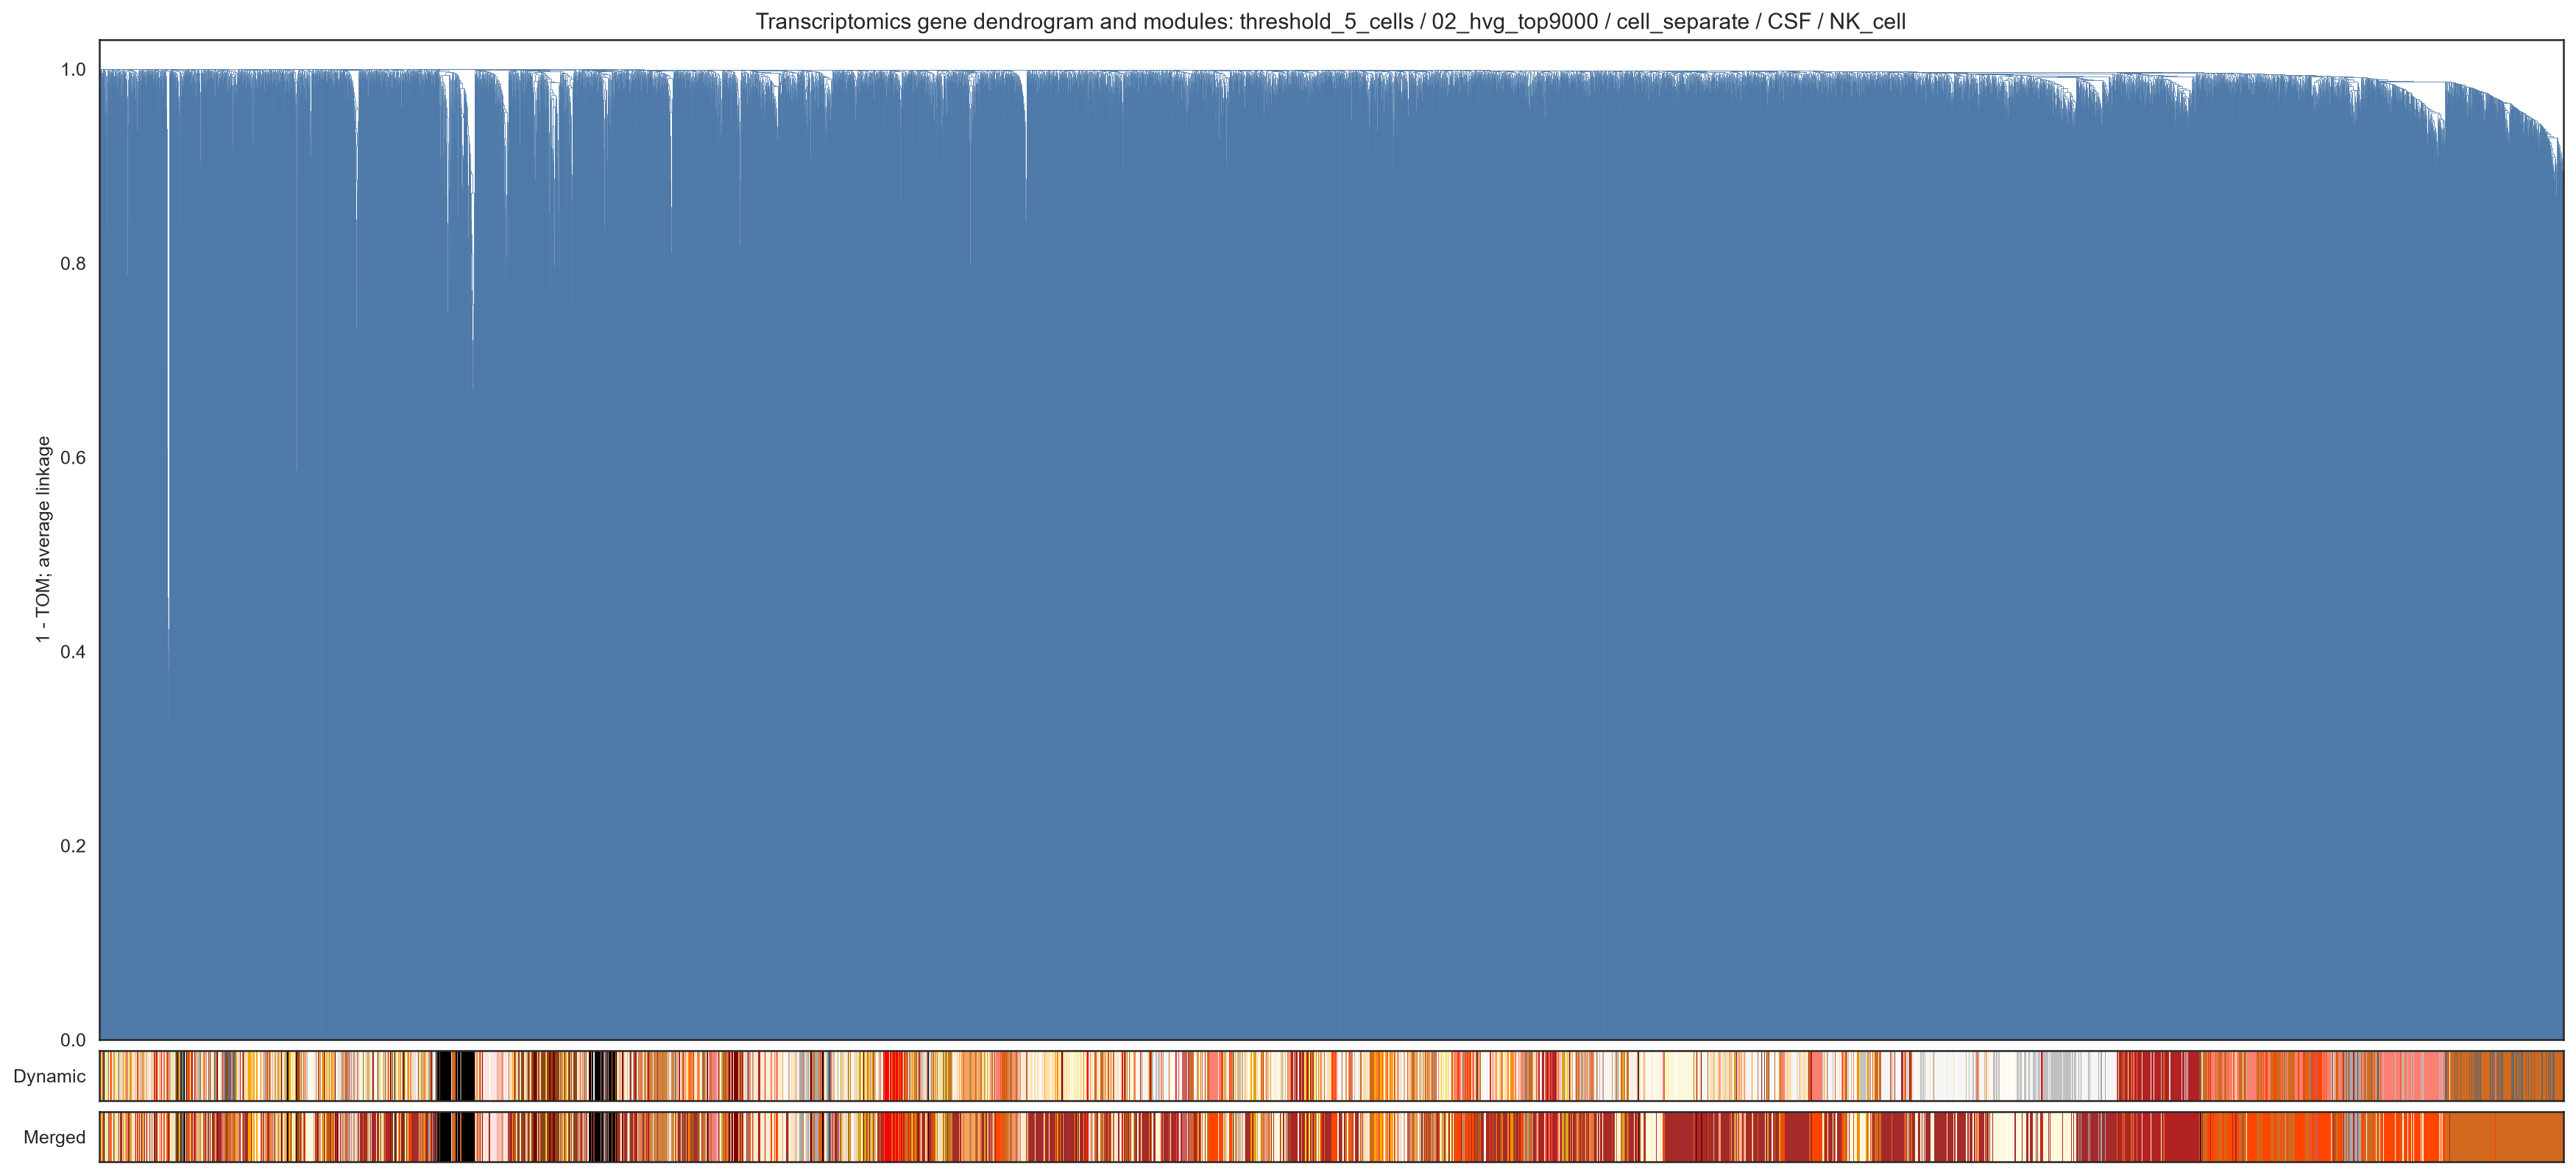 Transcriptomics gene dendrogram and modules: threshold_5_cells / 02_hvg_top9000 / cell_separate / CSF / NK_cell
1.0
0.8
0.6
0.4
0.2
0.0
1 - TOM; average linkage
Dynamic
Merged